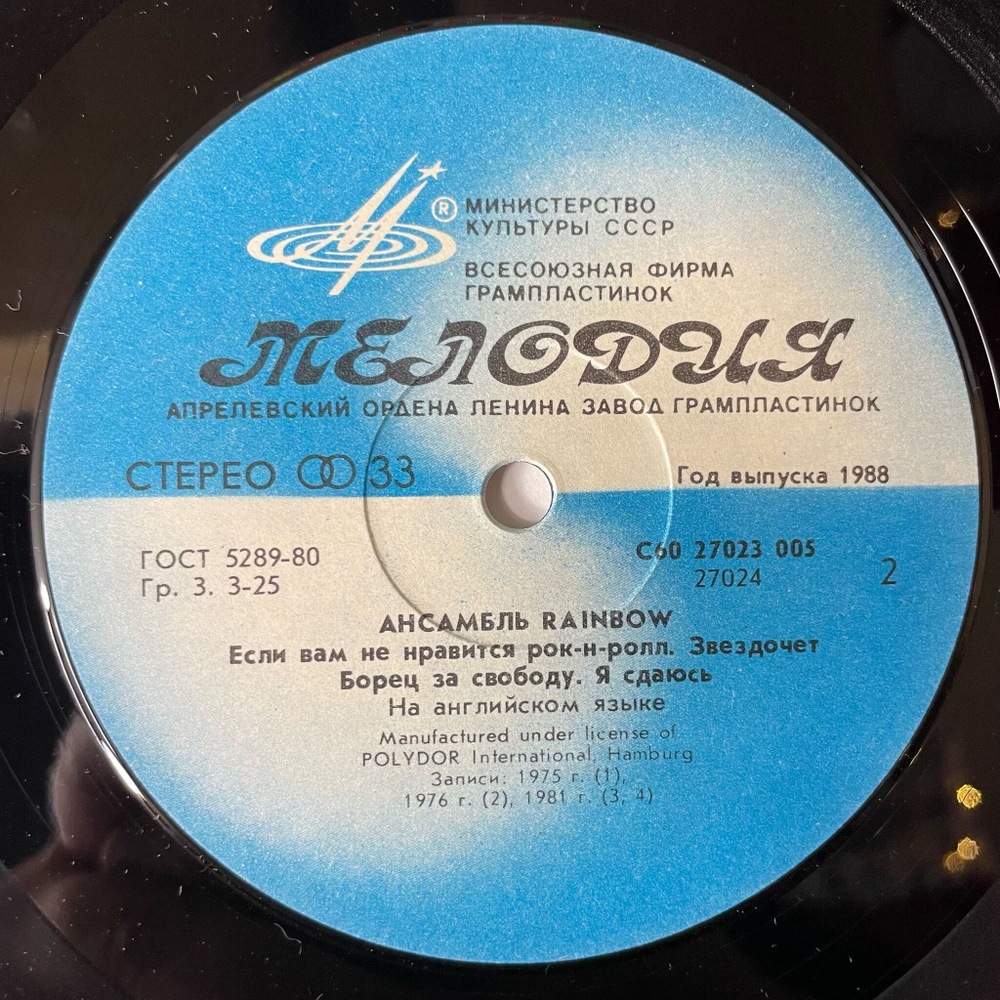 ®
МИНИСТЕРСТВО
КУЛЬТУРЫ СССР
ВСЕСОЮЗНАЯ ФИРМА
ГРАМПЛАСТИНОК
МЕЛОДИЯ
АПРЕЛЕВСКИЙ ОРДЕНА ЛЕНИНА ЗАВОД ГРАМПЛАСТИНОК
СТЕРЕО 33
Год выпуска 1988
ГОСТ 5289-80
Гр. 3. 3-25
С60 27023 005
27024
2
АНСАМБЛЬ RAINBOW
Если вам не нравится рок-н-ролл. Звездочет
Борец за свободу. Я сдаюсь
На английском языке
Manufactured under license of
POLYDOR International, Hamburg
Записи: 1975 г. (1),
1976 г. (2), 1981 г. (3, 4)